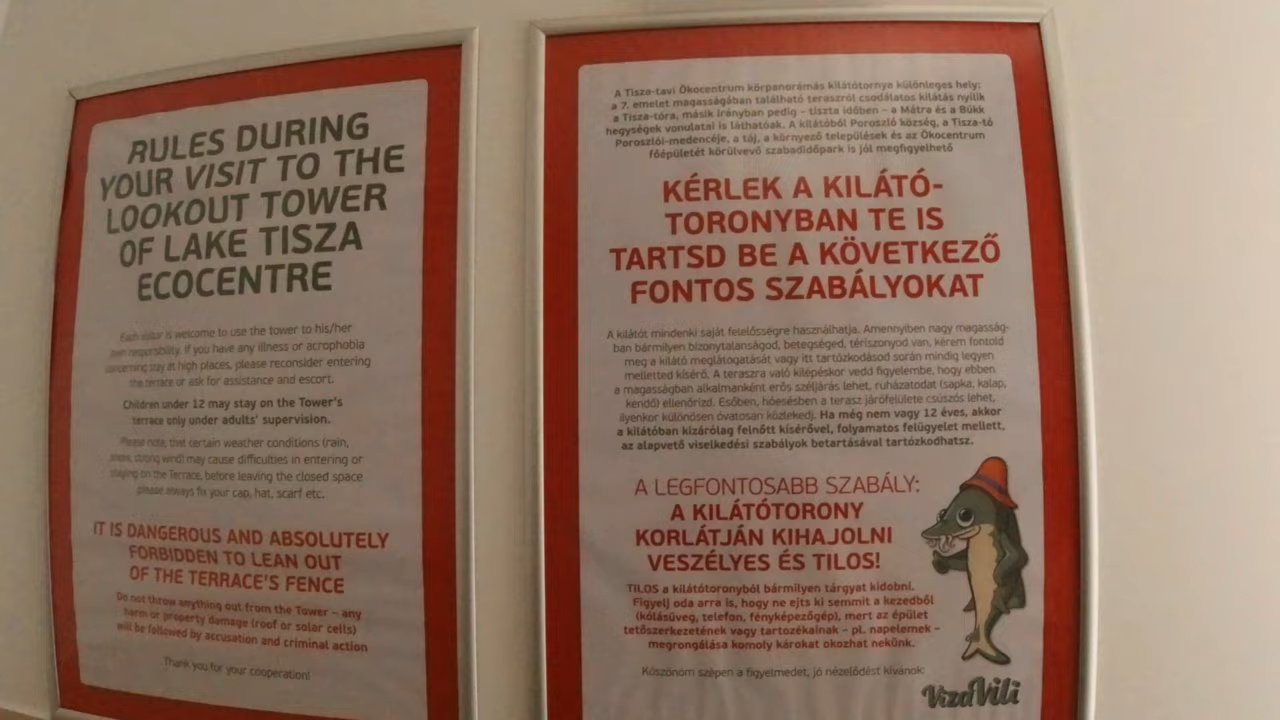 RULES DURING
YOUR VISIT TO THE
LOOKOUT TOWER
OF LAKE TISZA
ECOCENTRE
Each visitor is welcome to use the tower to his/her
own responsibility. If you have any illness or acrophobia
concerning stay at high places, please reconsider entering
the terrace or ask for assistance and escort.
Children under 12 may stay on the Tower's
terrace only under adults' supervision.
Please note, that certain weather conditions (rain,
snow, strong wind) may cause difficulties in entering or
staying on the Terrace, before leaving the closed space
please always fix your cap, hat, scarf etc.
IT IS DANGEROUS AND ABSOLUTELY
FORBIDDEN TO LEAN OUT
OF THE TERRACE'S FENCE
Do not throw anything out from the Tower – any
harm or property damage (roof or solar cells)
will be followed by accusation and criminal action
Thank you for your cooperation!
A Tisza-tavi Ökocentrum körpanorámás kilátótornya különleges hely:
a 7. emelet magasságában található teraszról csodálatos kilátás nyílik
a Tisza-tóra, másik irányban pedig – tiszta időben – a Mátra és a Bükk
hegységek vonulatai is láthatóak. A kilátóból Poroszló község, a Tisza-tó
Poroszlói-medencéje, a táj, a környező települések és az Ökocentrum
főépületét körülvevő szabadidőpark is jól megfigyelhető
KÉRLEK A KILÁTÓ-
TORONYBAN TE IS
TARTSD BE A KÖVETKEZŐ
FONTOS SZABÁLYOKAT
A kilátót mindenki saját felelősségre használhatja. Amennyiben nagy magasság-
ban bármilyen bizonytalanságod, betegséged, tériszonyod van, kérem fontold
meg a kilátó meglátogatását vagy itt tartózkodásod során mindig legyen
melletted kísérő. A teraszra való kilépéskor vedd figyelembe, hogy ebben
a magasságban alkalmanként erős széljárás lehet, ruházatodat (sapka, kalap,
kendő) ellenőrizd. Esőben, hóesésben a terasz járófelülete csúszós lehet,
ilyenkor különösen óvatosan közlekedj. Ha még nem vagy 12 éves, akkor
a kilátóban kizárólag felnőtt kísérővel, folyamatos felügyelet mellett,
az alapvető viselkedési szabályok betartásával tartózkodhatsz.
A LEGFONTOSABB SZABÁLY:
A KILÁTÓTORONY
KORLÁTJÁN KIHAJOLNI
VESZÉLYES ÉS TILOS!
TILOS a kilátótoronyból bármilyen tárgyat kidobni.
Figyelj oda arra is, hogy ne ejts ki semmit a kezedből
(kólásüveg, telefon, fényképezőgép), mert az épület
tetőszerkezetének vagy tartozékainak – pl. napelemek –
megrongálása komoly károkat okozhat nekünk.
Köszönöm szépen a figyelmedet, jó nézelődést kívánok:
VizaVili